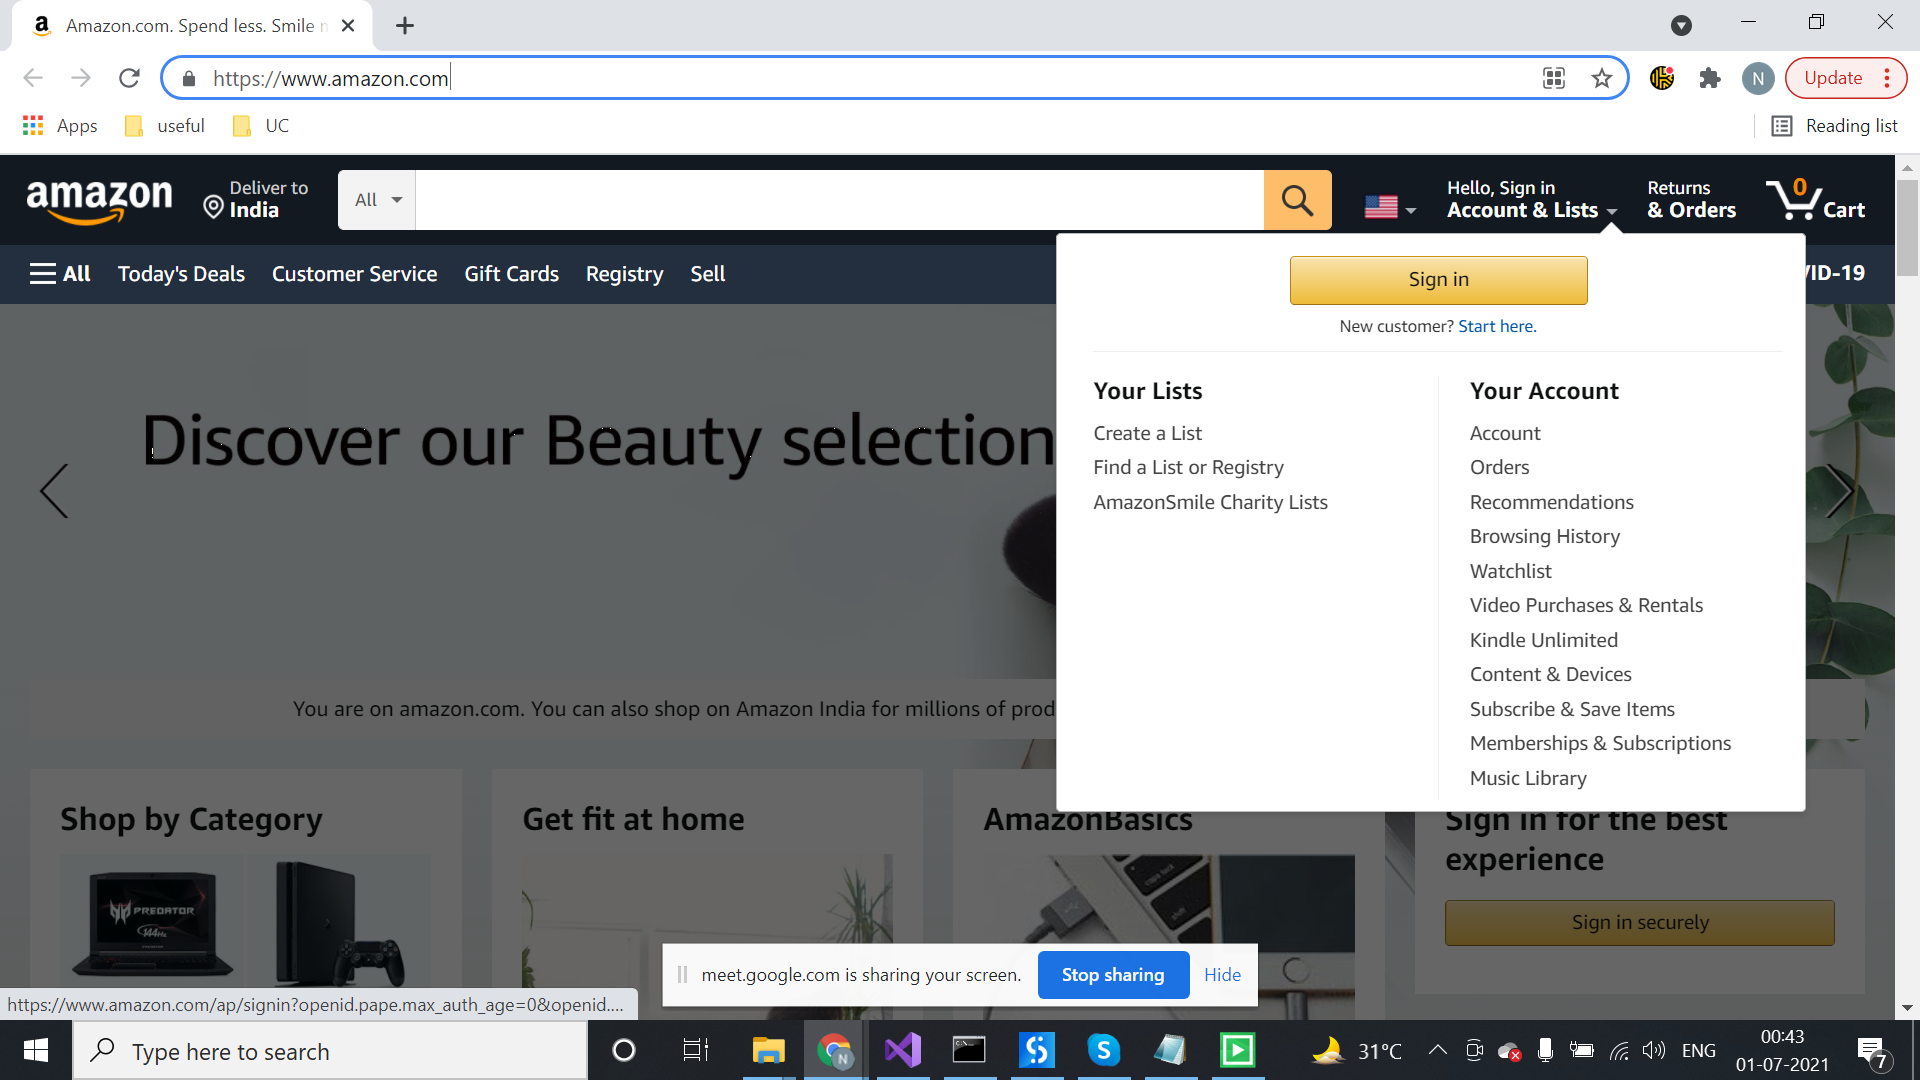 Amazon.com. Spend less. Smile
https://www.amazon.com
N
Update
Apps
useful
UC
Reading list
amazon
Deliver to
India
All
Hello, Sign in
Account & Lists
Returns
& Orders
0
Cart
All
Today's Deals
Customer Service
Gift Cards
Registry
Sell
VID-19
Sign in
New customer? Start here.
Your Lists
Create a List
Find a List or Registry
AmazonSmile Charity Lists
Your Account
Account
Orders
Recommendations
Browsing History
Watchlist
Video Purchases & Rentals
Kindle Unlimited
Content & Devices
Subscribe & Save Items
Memberships & Subscriptions
Music Library
Discover our Beauty selection
You are on amazon.com. You can also shop on Amazon India for millions of prod
Shop by Category
Get fit at home
AmazonBasics
Sign in for the best
experience
Sign in securely
PREDATOR
144Hz
caps lock
shift
meet.google.com is sharing your screen.
Stop sharing
Hide
https://www.amazon.com/ap/signin?openid.pape.max_auth_age=0&openid....
Type here to search
N
31°C
ENG
00:43
01-07-2021
7